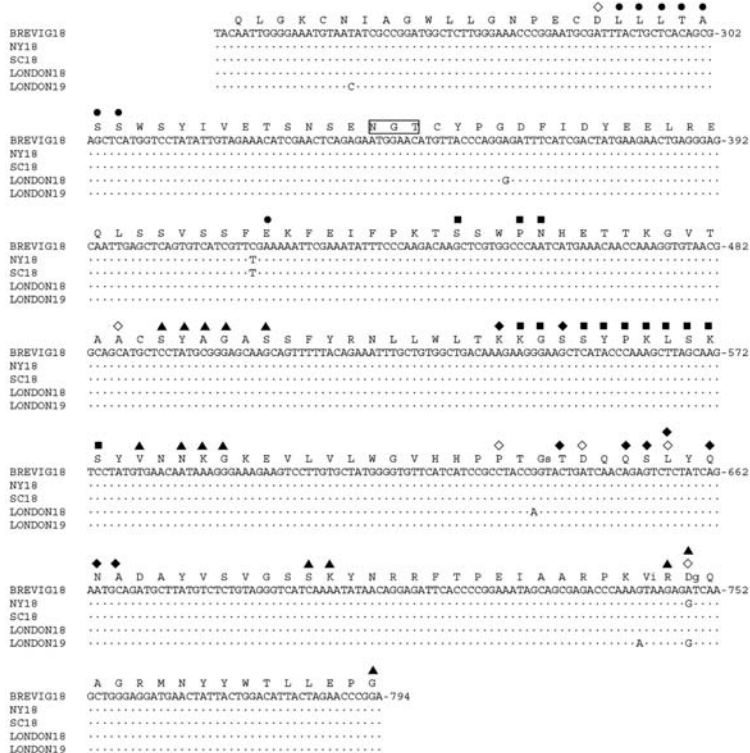 Q L G K C N I A G W L L G N P E C D L L L T A
BREVIG18 TACAATTGGGGAAATGTAATATCGCCGGATGGCTCTTGGGAAACCCGGAATGCGATTTACTGCTCACAGCG-302
NY18
SC18
LONDON18
LONDON19 C
S S W S Y I V E T S N S E N G T C Y P G D F I D Y E E L R E
BREVIG18 AGCTCATGGTCCTATATTGTAGAAACATCGAACTCAGAGAATGGAACATGTTACCCAGGAGATTTCATCGACTATGAAGAACTGAGGGAG-392
NY18
SC18
LONDON18 G
LONDON19
Q L S S V S S F E K F E I F P K T S S W P N H E T T K G V T
BREVIG18 CAATTGAGCTCAGTGTCATCGTTCGAAAAATTCGAAATATTTCCCAAGACAAGCTCGTGGCCCAATCATGAAACAACCAAAGGTGTAACG-482
NY18 T
SC18 T
LONDON18
LONDON19
A A C S Y A G A S S F Y R N L L W L T K K G S S Y P K L S K
BREVIG18 GCAGCATGCTCCTATGCGGGAGCAAGCAGTTTTTACAGAAATTTGCTGTGGCTGACAAAGAAGGGAAGCTCATACCCAAAGCTTAGCAAG-572
NY18
SC18
LONDON18
LONDON19
S Y V N N K G K E V L V L W G V H H P P T Gs T D Q Q S L Y Q
BREVIG18 TCCTATGTGAACAATAAAGGGAAAGAAGTCCTTGTGCTATGGGGTGTTCATCATCCGCCTACCGGTACTGATCAACAGAGTCTCTATCAG-662
NY18
SC18
LONDON18 A
LONDON19
N A D A Y V S V G S S K Y N R R F T P E I A A R P K Vi R Dg Q
BREVIG18 AATGCAGATGCTTATGTCTCTGTAGGGTCATCAAAATATAACAGGAGATTCACCCCGGAAATAGCAGCGAGACCCAAAGTAAGAGATCAA-752
NY18 G
SC18
LONDON18
LONDON19 A G
A G R M N Y Y W T L L E P G
BREVIG18 GCTGGGAGGATGAACTATTACTGGACATTACTAGAACCCGGA-794
NY18
SC18
LONDON18
LONDON19